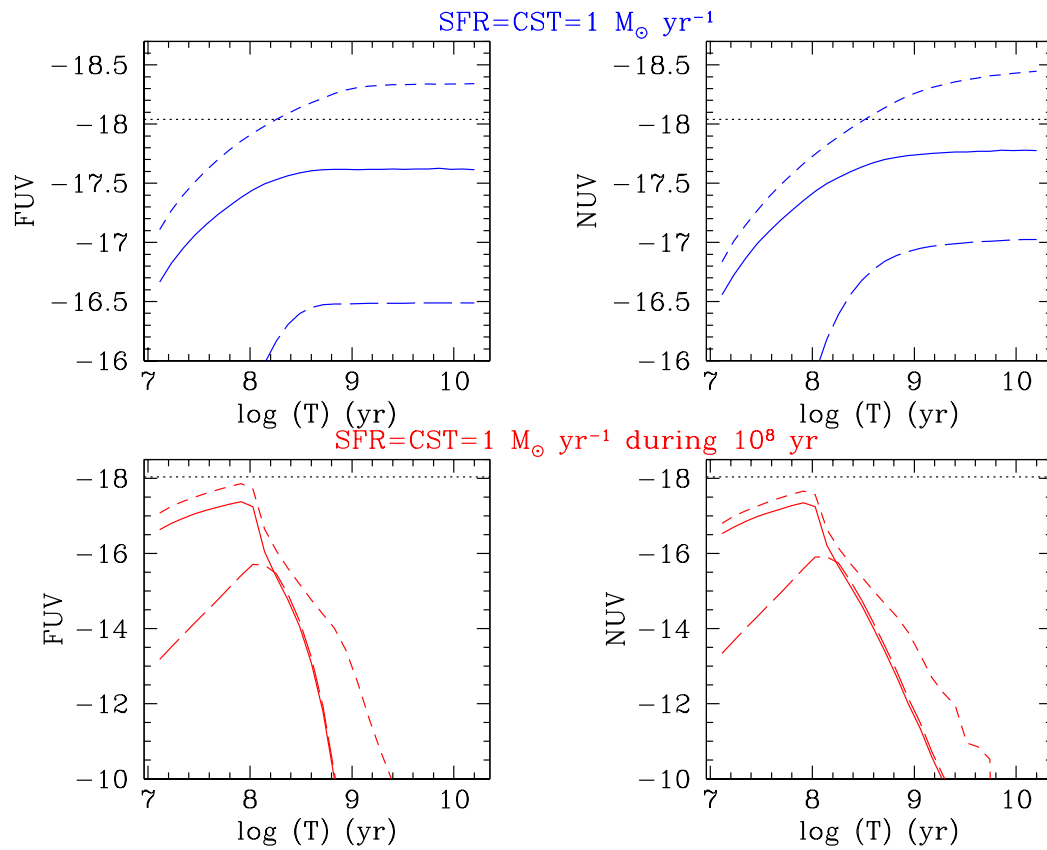 SFR=CST=1 M☉ yr⁻¹
−18.5
−18
−17.5
−17
−16.5
−16
FUV
7 8 9 10
log (T) (yr)
−18.5
−18
−17.5
−17
−16.5
−16
NUV
7 8 9 10
log (T) (yr)
SFR=CST=1 M☉ yr⁻¹ during 10⁸ yr
−18
−16
−14
−12
−10
FUV
7 8 9 10
log (T) (yr)
−18
−16
−14
−12
−10
NUV
7 8 9 10
log (T) (yr)